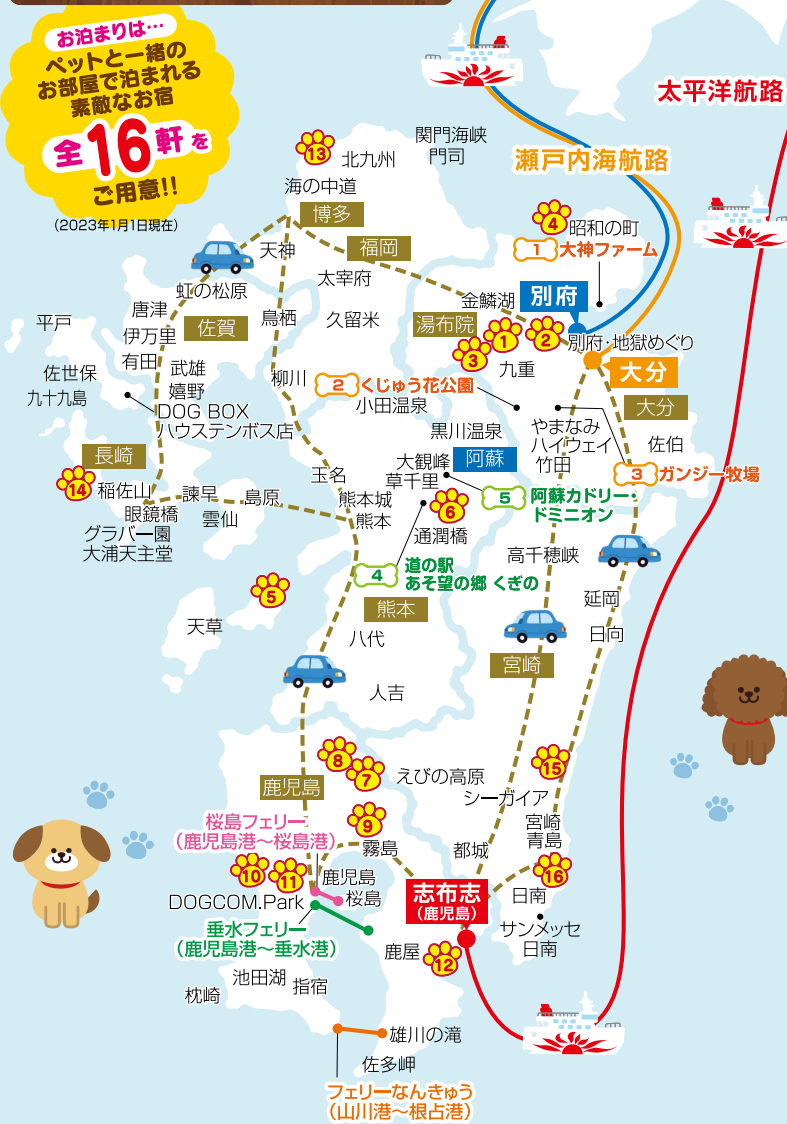 お泊まりは…
ペットと一緒の
お部屋で泊まれる
素敵なお宿
全16軒を
ご用意!!
(2023年1月1日現在)
太平洋航路
関門海峡
門司
瀬戸内海航路
13
北九州
海の中道
博多
4
昭和の町
1 大神ファーム
天神
福岡
太宰府
虹の松原
金鱗湖
別府
唐津
鳥栖
久留米
湯布院
平戸
伊万里
佐賀
1
2
別府・地獄めぐり
有田
武雄
3
九重
大分
佐世保
嬉野
柳川
2 くじゅう花公園
九十九島
小田温泉
大分
DOG BOX
ハウステンボス店
黒川温泉
やまなみ
ハイウェイ
佐伯
長崎
大観峰
阿蘇
竹田
14
稲佐山
諫早
島原
玉名
草千里
3 ガンジー牧場
眼鏡橋
雲仙
熊本城
熊本
6
5 阿蘇カドリー・
ドミニオン
グラバー園
大浦天主堂
通潤橋
高千穂峡
4 道の駅
あそ望の郷 くぎの
5
熊本
延岡
天草
八代
日向
宮崎
人吉
8
7
えびの高原
15
鹿児島
シーガイア
桜島フェリー
(鹿児島港〜桜島港)
9
宮崎
青島
霧島
都城
10
11
鹿児島
16
DOGCOM.Park
桜島
志布志
(鹿児島)
日南
垂水フェリー
(鹿児島港〜垂水港)
サンメッセ
日南
鹿屋
12
池田湖
指宿
枕崎
雄川の滝
佐多岬
フェリーなんきゅう
(山川港〜根占港)